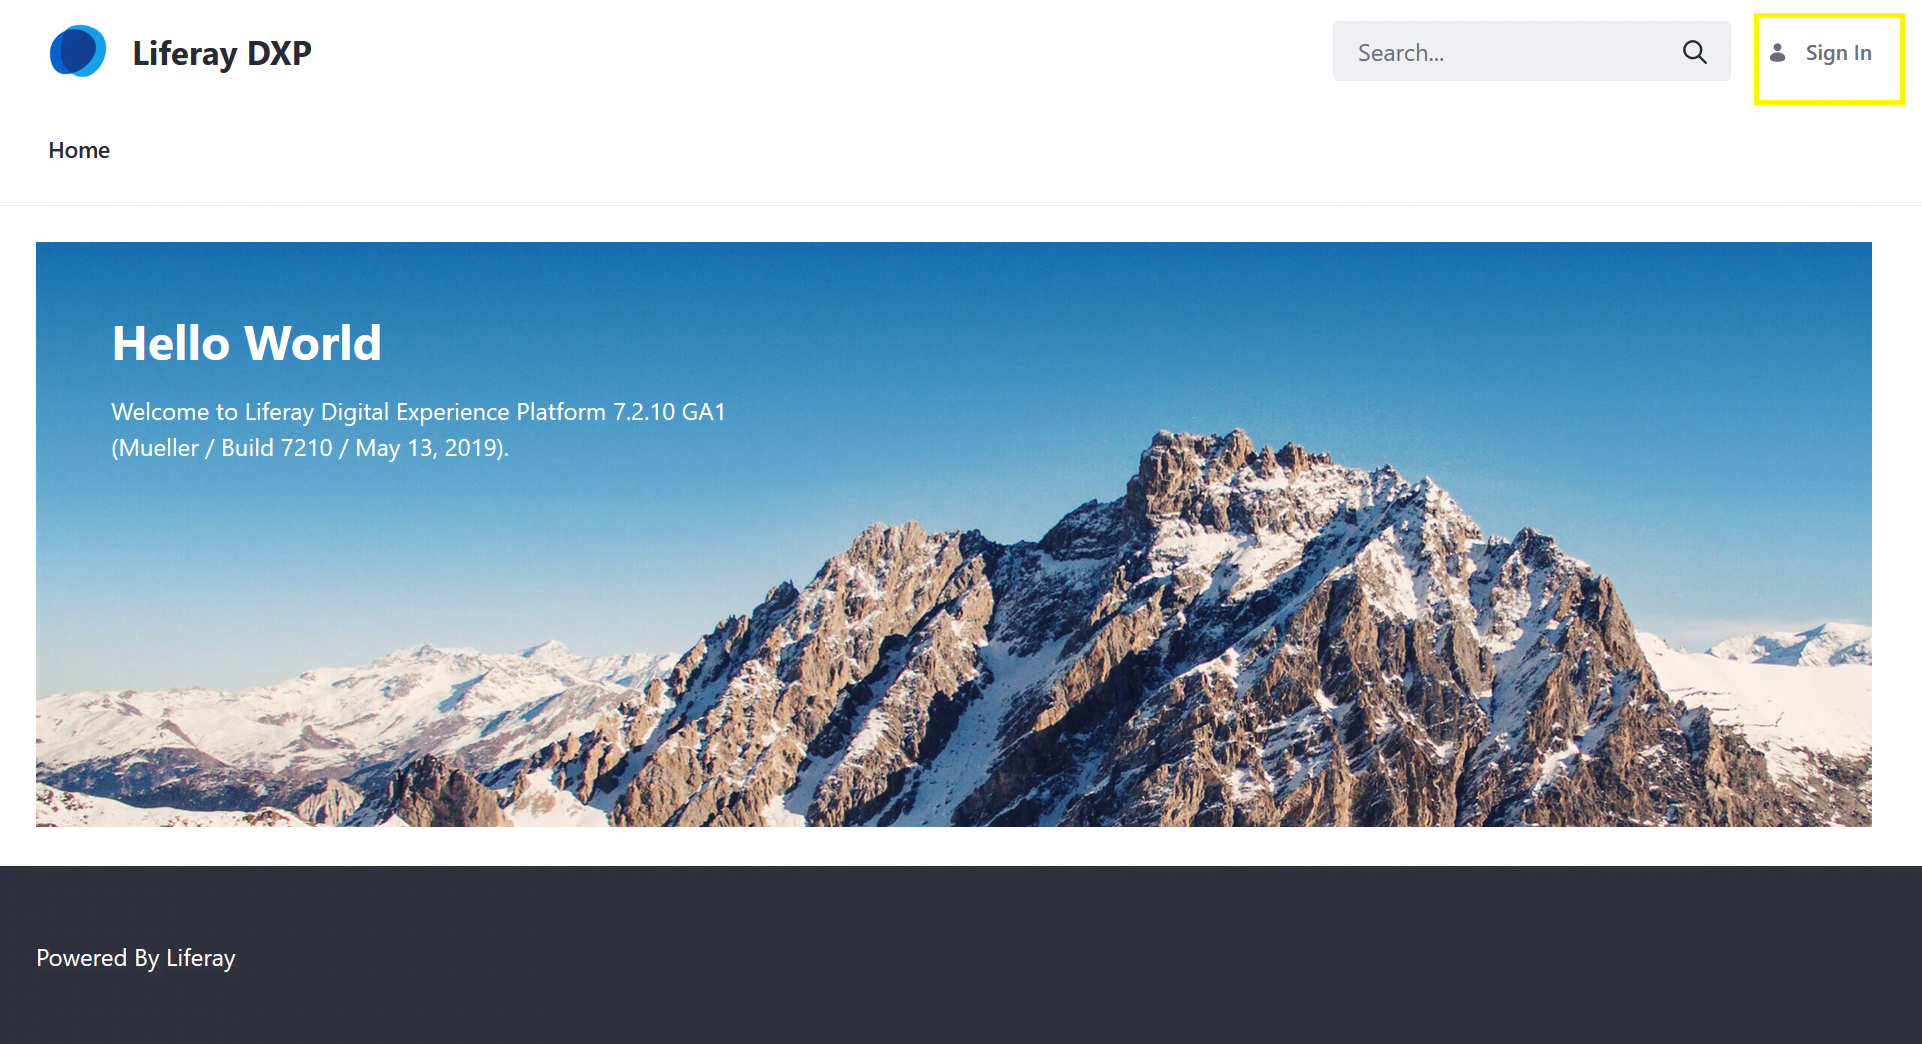 Liferay DXP
Search...
Sign In
Home
Hello World
Welcome to Liferay Digital Experience Platform 7.2.10 GA1
(Mueller / Build 7210 / May 13, 2019).
Powered By Liferay